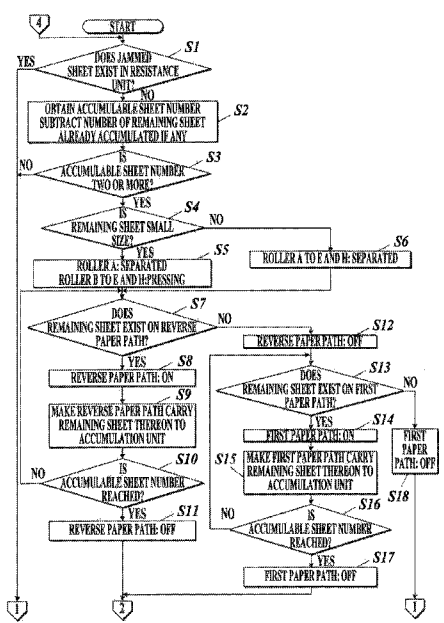 4
START
S1
DOES JAMMED
SHEET EXIST IN RESISTANCE
UNIT?
YES
NO
S2
OBTAIN ACCUMULABLE SHEET NUMBER
SUBTRACT NUMBER OF REMAINING SHEET
ALREADY ACCUMULATED IF ANY
S3
IS
ACCUMULABLE SHEET NUMBER
TWO OR MORE?
NO
YES
S4
IS
REMAINING SHEET SMALL
SIZE?
NO
YES
S5
ROLLER A: SEPARATED
ROLLER B TO E AND H:PRESSING
S6
ROLLER A TO E AND H: SEPARATED
S7
DOES
REMAINING SHEET EXIST ON REVERSE
PAPER PATH?
NO
YES
S8
REVERSE PAPER PATH: ON
S9
MAKE REVERSE PAPER PATH CARRY
REMAINING SHEET THEREON TO
ACCUMULATION UNIT
S10
IS
ACCUMULABLE SHEET NUMBER
REACHED?
NO
YES
S11
REVERSE PAPER PATH: OFF
S12
REVERSE PAPER PATH: OFF
S13
DOES
REMAINING SHEET EXIST ON FIRST
PAPER PATH?
NO
YES
S14
FIRST PAPER PATH: ON
S15
MAKE FIRST PAPER PATH CARRY
REMAINING SHEET THEREON TO
ACCUMULATION UNIT
S16
IS
ACCUMULABLE SHEET NUMBER
REACHED?
NO
YES
S17
FIRST PAPER PATH: OFF
FIRST
PAPER
PATH: OFF
S18
1
2
1